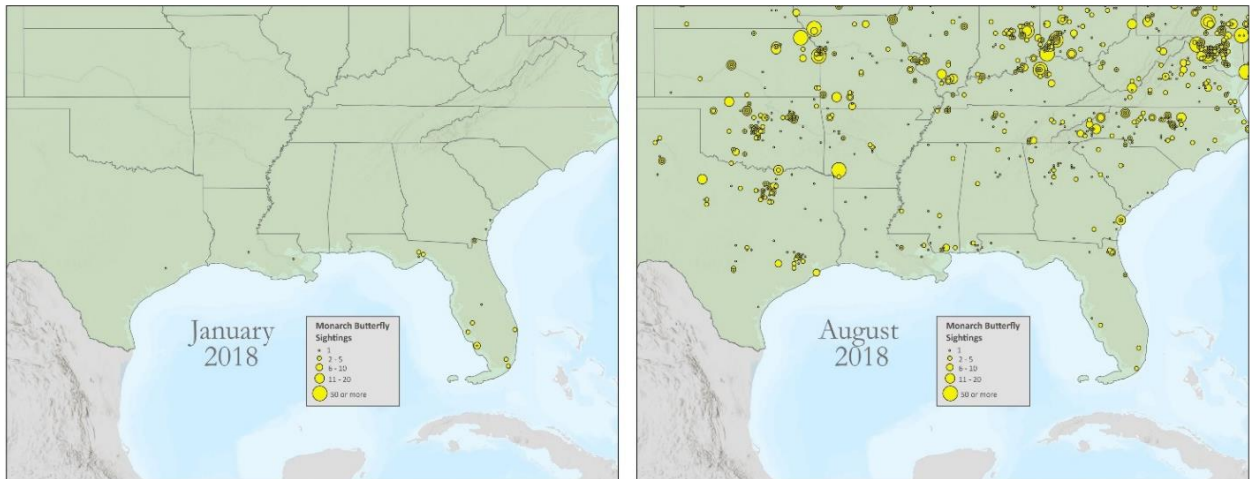 January
2018
Monarch Butterfly
Sightings
1
2 - 5
6 - 10
11 - 20
50 or more
August
2018
Monarch Butterfly
Sightings
1
2 - 5
6 - 10
11 - 20
50 or more